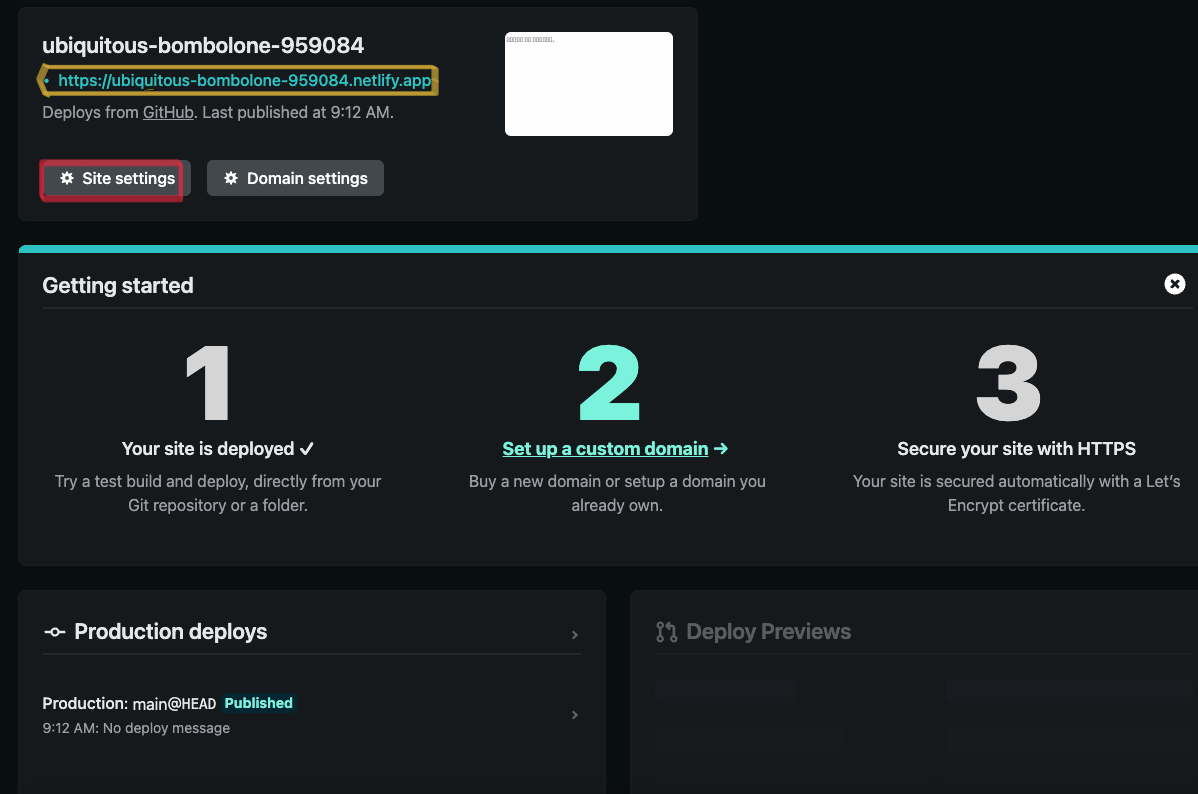 ubiquitous-bombolone-959084
https://ubiquitous-bombolone-959084.netlify.app
Deploys from GitHub. Last published at 9:12 AM.
Site settings
Domain settings
Getting started
1
Your site is deployed ✓
Try a test build and deploy, directly from your
Git repository or a folder.
2
Set up a custom domain →
Buy a new domain or setup a domain you
already own.
3
Secure your site with HTTPS
Your site is secured automatically with a Let’s
Encrypt certificate.
Production deploys
Production: main@HEAD Published
9:12 AM: No deploy message
Deploy Previews